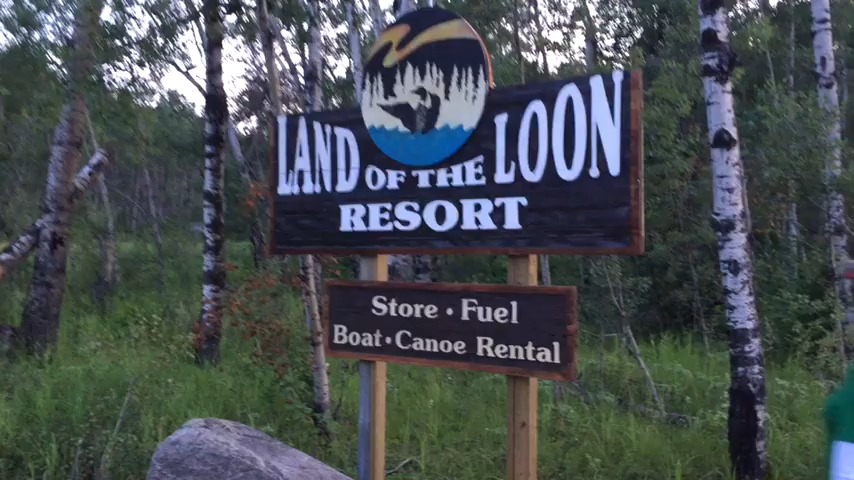 LAND OF THE LOON
RESORT
Store • Fuel
Boat • Canoe Rental